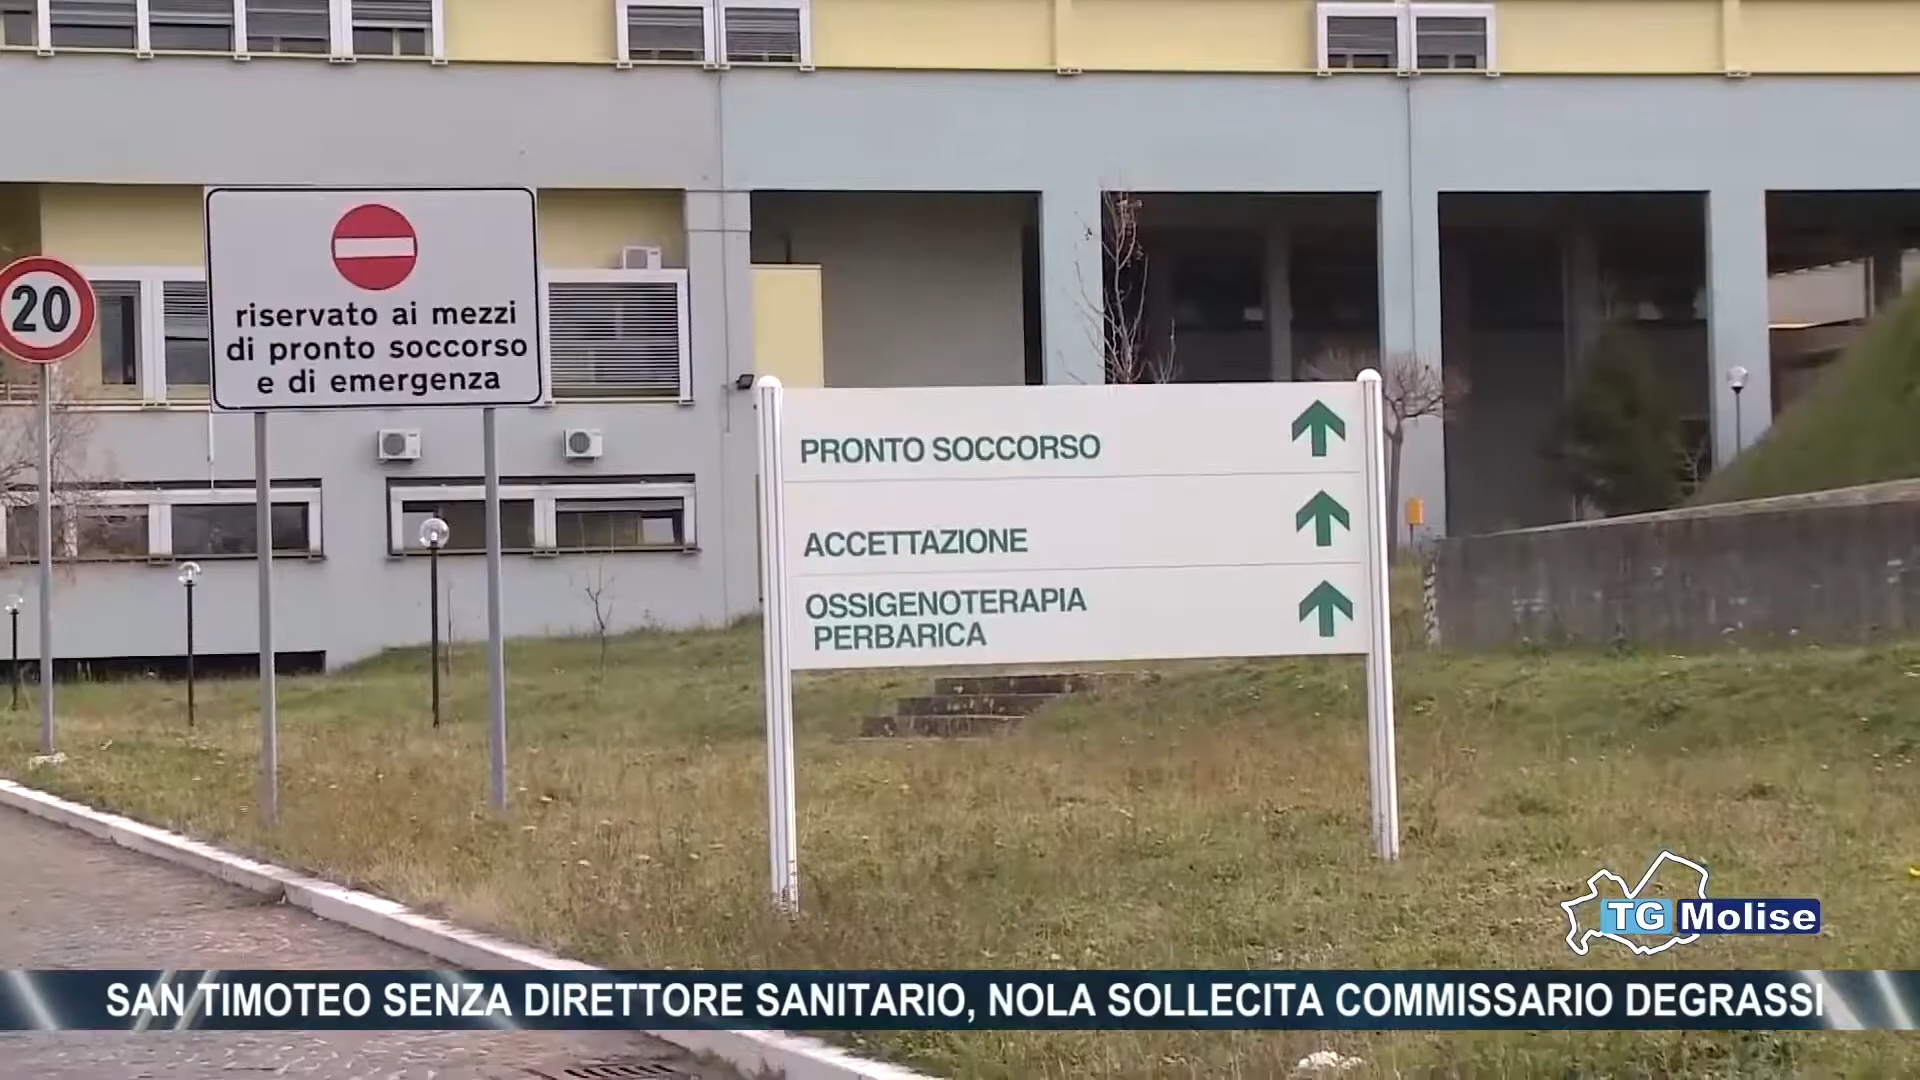 20
riservato ai mezzi
di pronto soccorso
e di emergenza
PRONTO SOCCORSO
ACCETTAZIONE
OSSIGENOTERAPIA
PERBARICA
TG Molise
SAN TIMOTEO SENZA DIRETTORE SANITARIO, NOLA SOLLECITA COMMISSARIO DEGRASSI